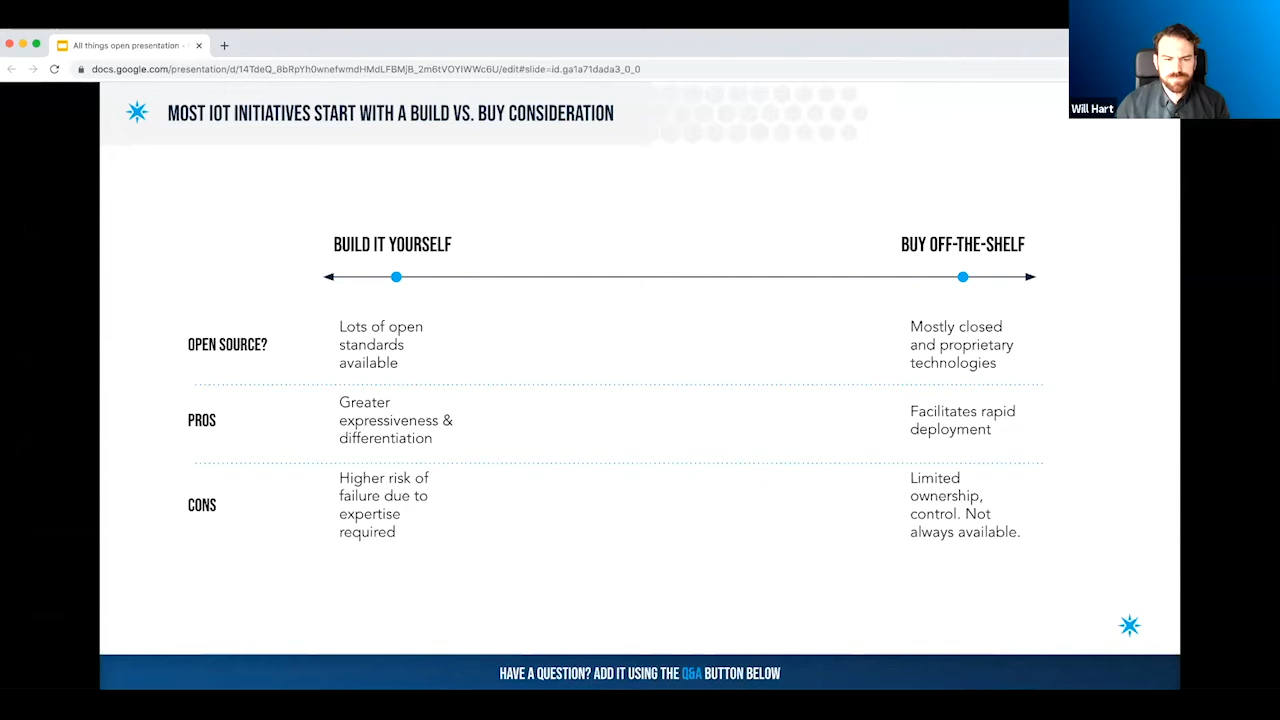 All things open presentation -
docs.google.com/presentation/d/14TdeQ_8bRpYh0wnefwmdHMdLFBMjB_2m6tVOYlWWc6U/edit#slide=id.ga1a71dada3_0_0
Will Hart
MOST IOT INITIATIVES START WITH A BUILD VS. BUY CONSIDERATION
BUILD IT YOURSELF
BUY OFF-THE-SHELF
OPEN SOURCE?
Lots of open
standards
available
Mostly closed
and proprietary
technologies
PROS
Greater
expressiveness &
differentiation
Facilitates rapid
deployment
CONS
Higher risk of
failure due to
expertise
required
Limited
ownership,
control. Not
always available.
HAVE A QUESTION? ADD IT USING THE Q&A BUTTON BELOW